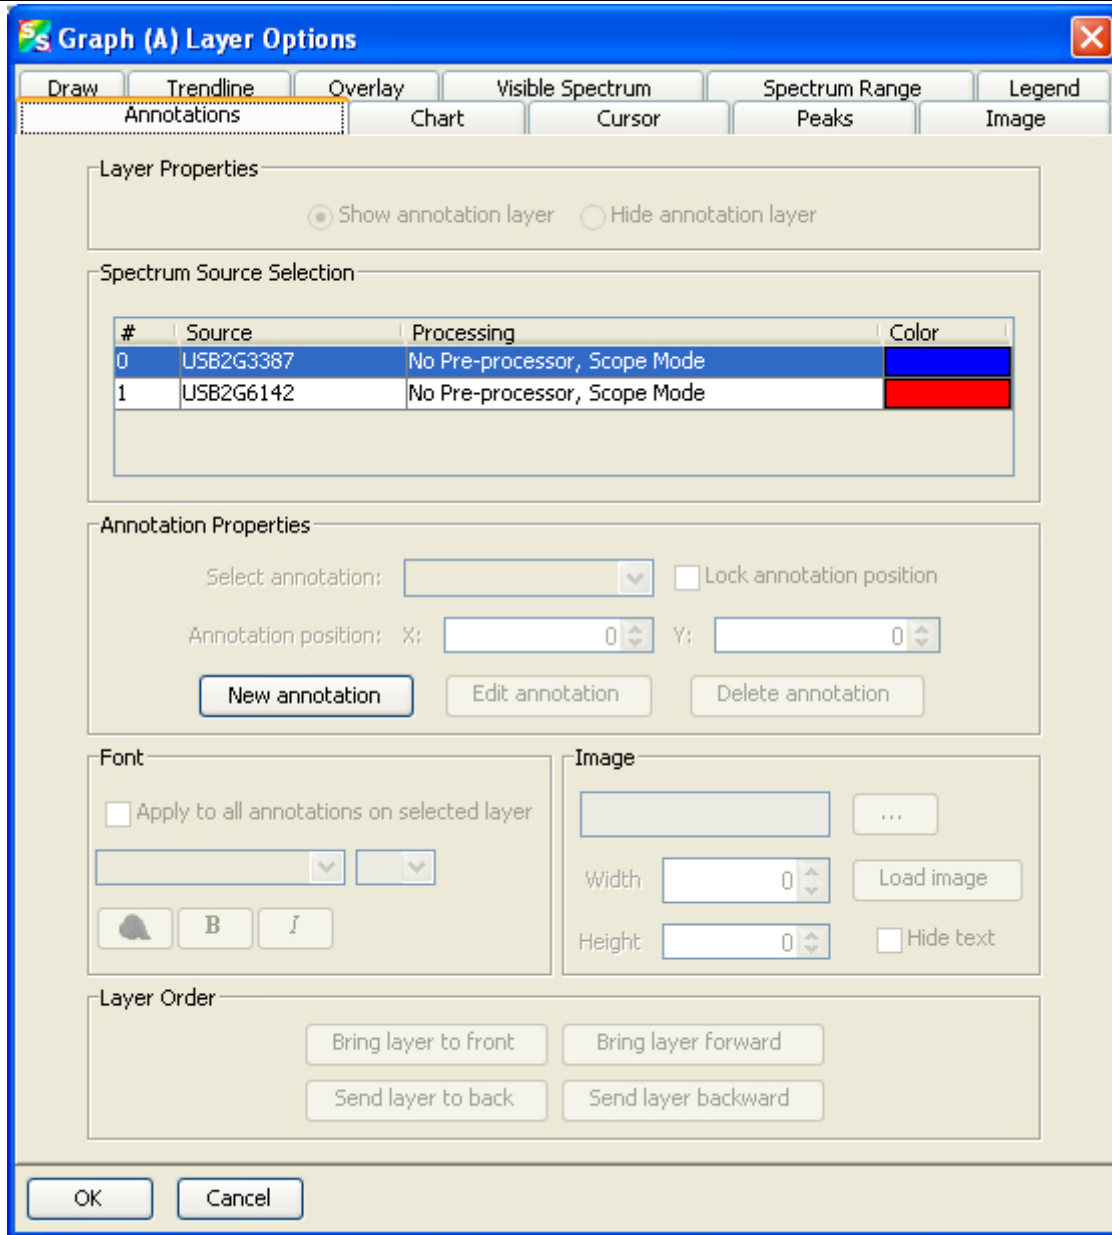 Graph (A) Layer Options
Draw Trendline Overlay Visible Spectrum Spectrum Range Legend
Annotations Chart Cursor Peaks Image
Layer Properties
Show annotation layer Hide annotation layer
Spectrum Source Selection
# Source Processing Color
0 USB2G3387 No Pre-processor, Scope Mode
1 USB2G6142 No Pre-processor, Scope Mode
Annotation Properties
Select annotation: Lock annotation position
Annotation position: X: 0 Y: 0
New annotation Edit annotation Delete annotation
Font
Apply to all annotations on selected layer
B I
Image
...
Width 0 Load image
Height 0 Hide text
Layer Order
Bring layer to front Bring layer forward
Send layer to back Send layer backward
OK Cancel